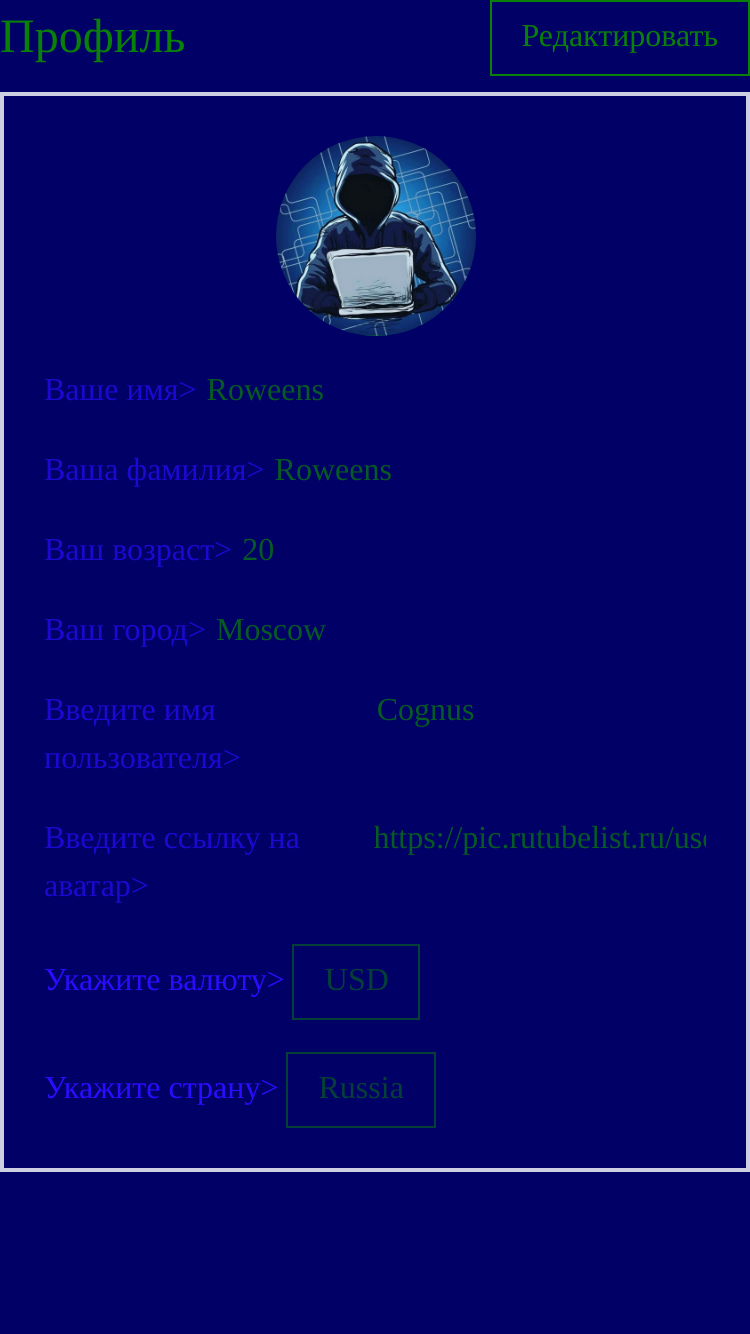 Профиль
Редактировать
Ваше имя> Roweens
Ваша фамилия> Roweens
Ваш возраст> 20
Ваш город> Moscow
Введите имя пользователя> Cognus
Введите ссылку на аватар> https://pic.rutubelist.ru/us
Укажите валюту> USD
Укажите страну> Russia